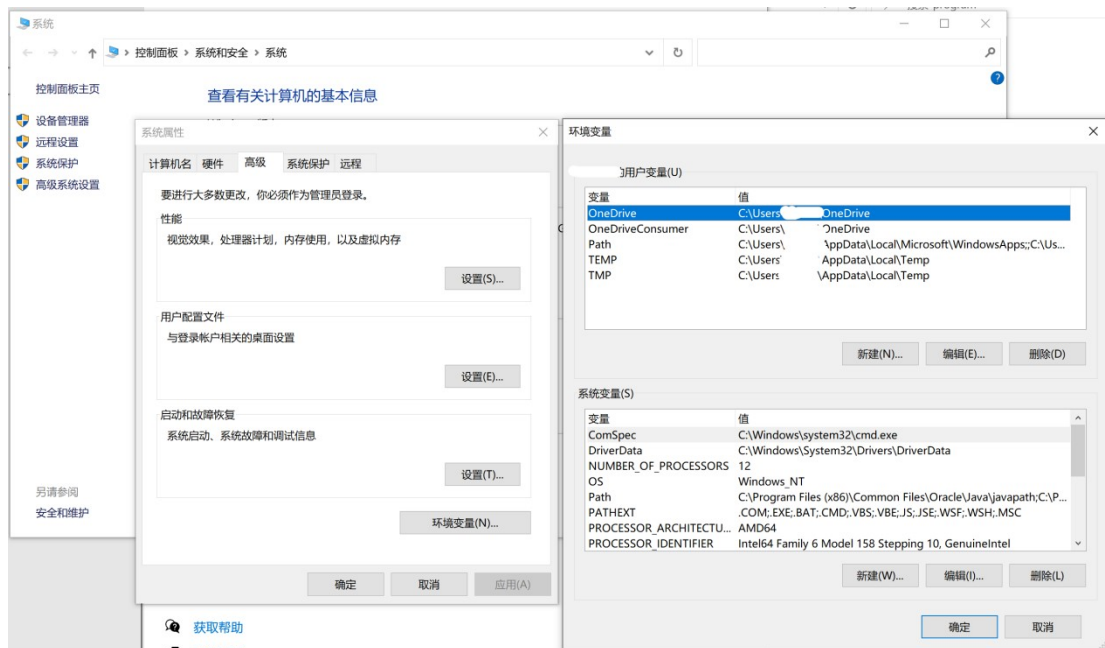 系统
控制面板 > 系统和安全 > 系统
控制面板主页
查看有关计算机的基本信息
设备管理器
远程设置
系统保护
高级系统设置
另请参阅
安全和维护
系统属性
计算机名 硬件 高级 系统保护 远程
要进行大多数更改，你必须作为管理员登录。
性能
视觉效果，处理器计划，内存使用，以及虚拟内存
设置(S)...
用户配置文件
与登录帐户相关的桌面设置
设置(E)...
启动和故障恢复
系统启动、系统故障和调试信息
设置(T)...
环境变量(N)...
确定 取消 应用(A)
获取帮助
环境变量
的用户变量(U)
变量 值
OneDrive C:\Users OneDrive
OneDriveConsumer C:\Users\ OneDrive
Path C:\Users\ AppData\Local\Microsoft\WindowsApps;;C:\Us...
TEMP C:\Users AppData\Local\Temp
TMP C:\Users \AppData\Local\Temp
新建(N)... 编辑(E)... 删除(D)
系统变量(S)
变量 值
ComSpec C:\Windows\system32\cmd.exe
DriverData C:\Windows\System32\Drivers\DriverData
NUMBER_OF_PROCESSORS 12
OS Windows_NT
Path C:\Program Files (x86)\Common Files\Oracle\Java\javapath;C:\P...
PATHEXT .COM;.EXE;.BAT;.CMD;.VBS;.VBE;.JS;.JSE;.WSF;.WSH;.MSC
PROCESSOR_ARCHITECTU... AMD64
PROCESSOR_IDENTIFIER Intel64 Family 6 Model 158 Stepping 10, GenuineIntel
新建(W)... 编辑(I)... 删除(L)
确定 取消